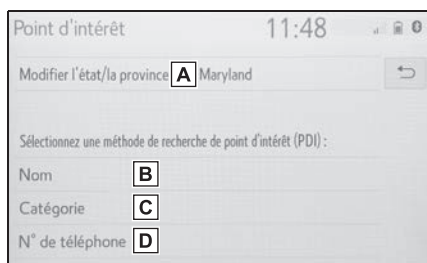 Point d'intérêt 11:48
Modifier l'état/la province A Maryland
Sélectionnez une méthode de recherche de point d'intérêt (PDI) :
Nom B
Catégorie C
N° de téléphone D